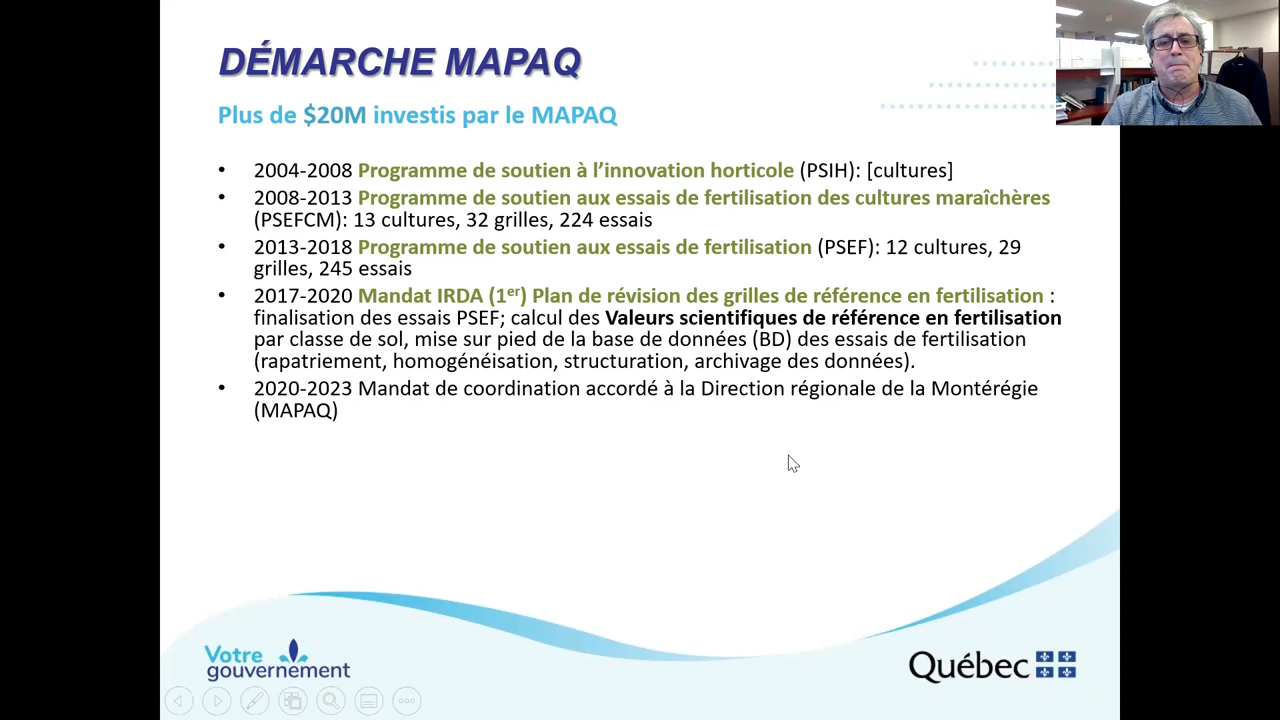 DÉMARCHE MAPAQ
Plus de $20M investis par le MAPAQ
• 2004-2008 Programme de soutien à l’innovation horticole (PSIH): [cultures]
• 2008-2013 Programme de soutien aux essais de fertilisation des cultures maraîchères
(PSEFCM): 13 cultures, 32 grilles, 224 essais
• 2013-2018 Programme de soutien aux essais de fertilisation (PSEF): 12 cultures, 29
grilles, 245 essais
• 2017-2020 Mandat IRDA (1er) Plan de révision des grilles de référence en fertilisation :
finalisation des essais PSEF; calcul des Valeurs scientifiques de référence en fertilisation
par classe de sol, mise sur pied de la base de données (BD) des essais de fertilisation
(rapatriement, homogénéisation, structuration, archivage des données).
• 2020-2023 Mandat de coordination accordé à la Direction régionale de la Montérégie
(MAPAQ)
Votre
gouvernement
Québec